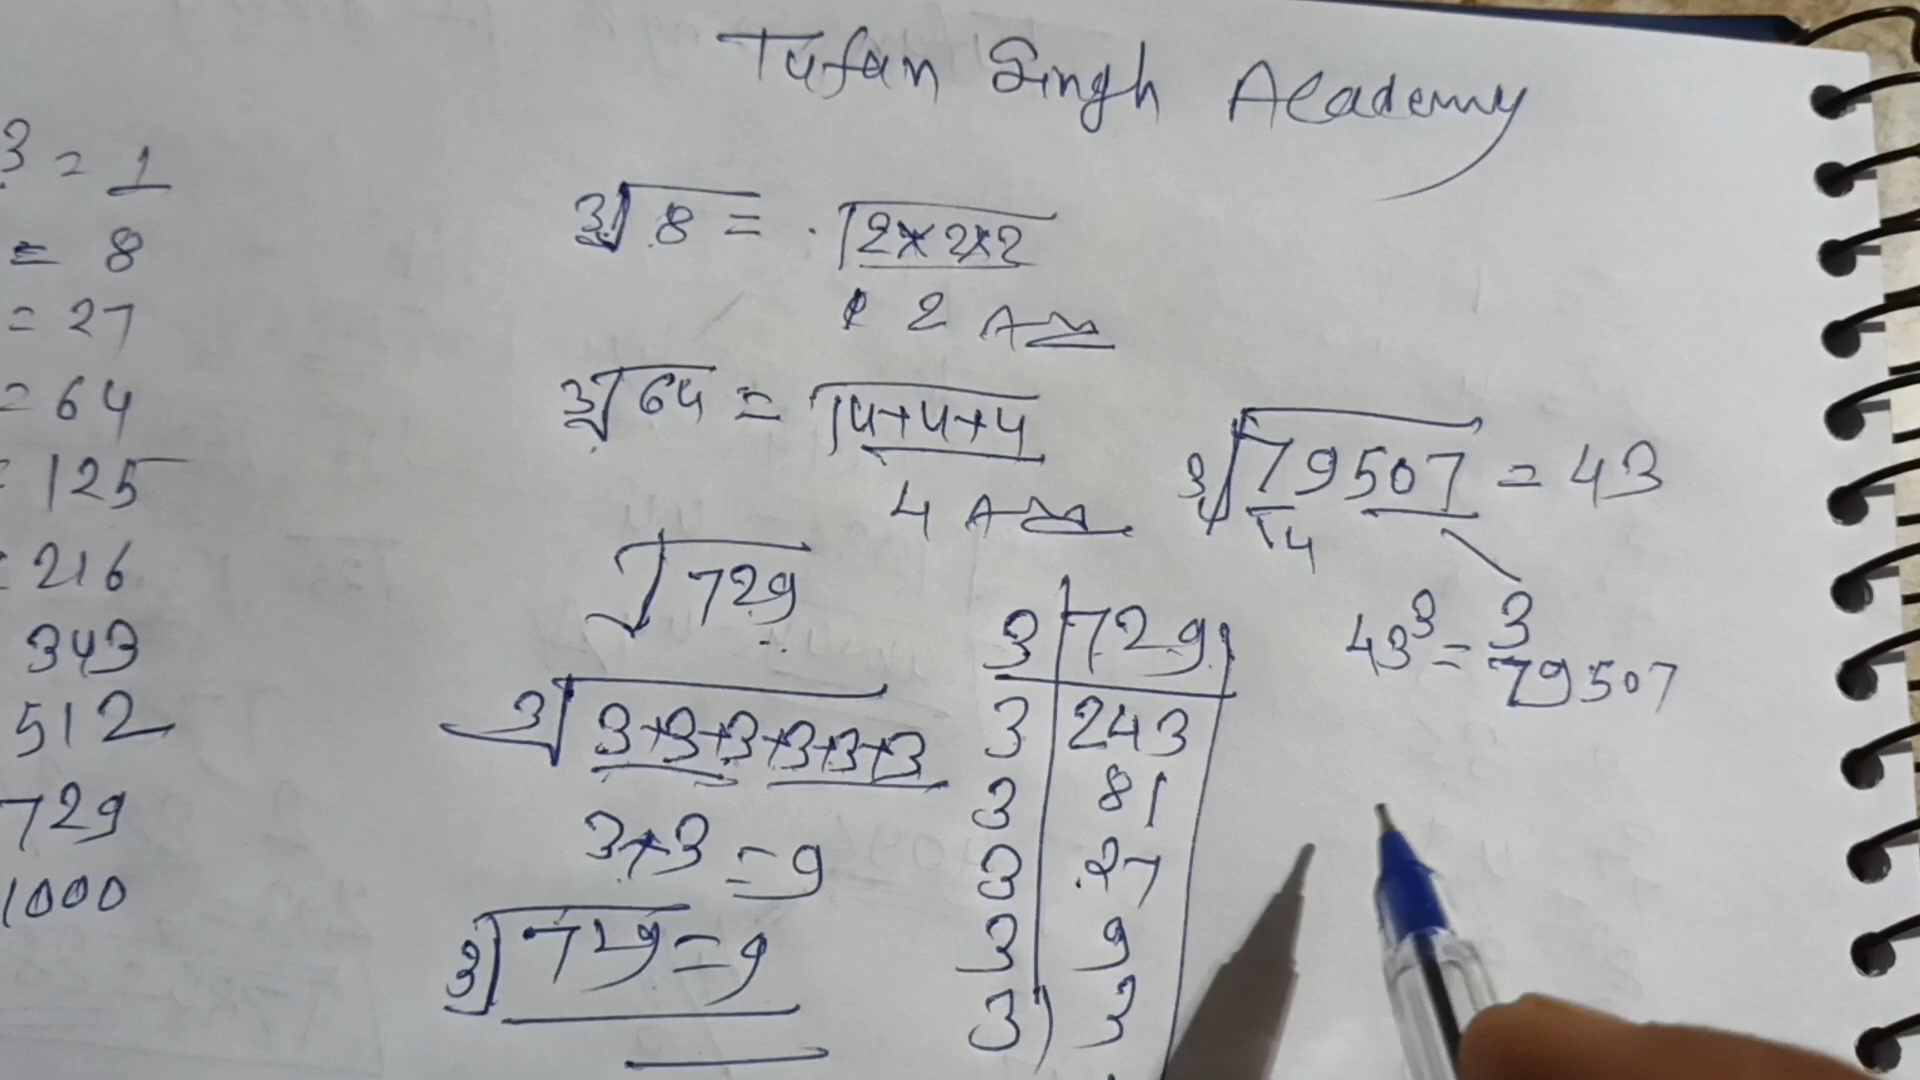 Tufan Singh Academy
3 = 1
= 8
= 27
= 64
= 125
= 216
343
512
729
1000
∛8 = √2×2×2
2 Ans
∛64 = √4×4×4
4 Ans
√729
∛3×3×3×3×3×3
3×3 = 9
∛729 = 9
3 | 729
3 | 243
3 | 81
3 | 27
3 | 9
3 | 3
∛79507 = 43
4
3
43³ = 79507